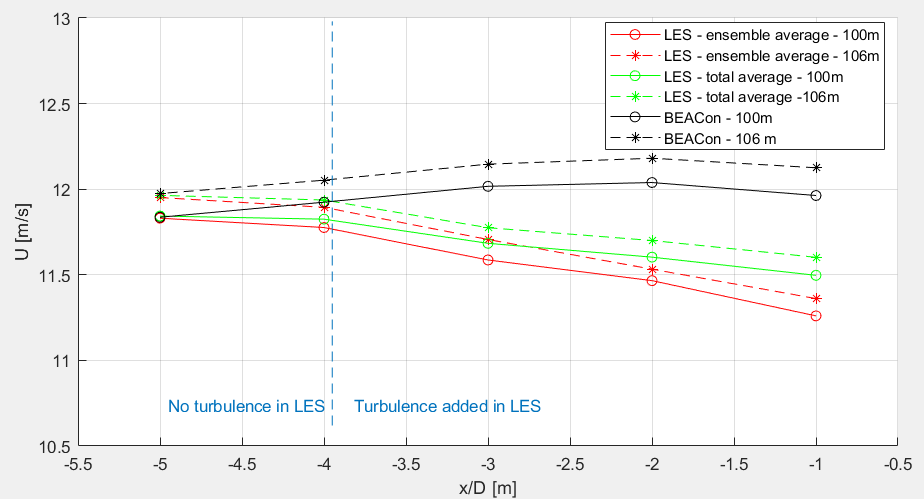 13
12.5
12
11.5
11
10.5
U [m/s]
LES - ensemble average - 100m
LES - ensemble average - 106m
LES - total average - 100m
LES - total average -106m
BEACon - 100m
BEACon - 106 m
No turbulence in LES
Turbulence added in LES
-5.5 -5 -4.5 -4 -3.5 -3 -2.5 -2 -1.5 -1 -0.5
x/D [m]